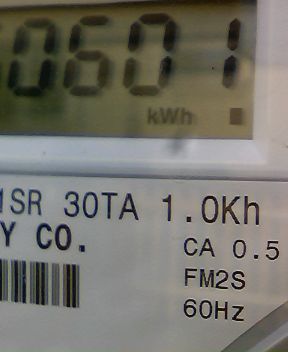 0601
kWh
1SR 30TA 1.0Kh
Y CO.
CA 0.5
FM2S
60Hz